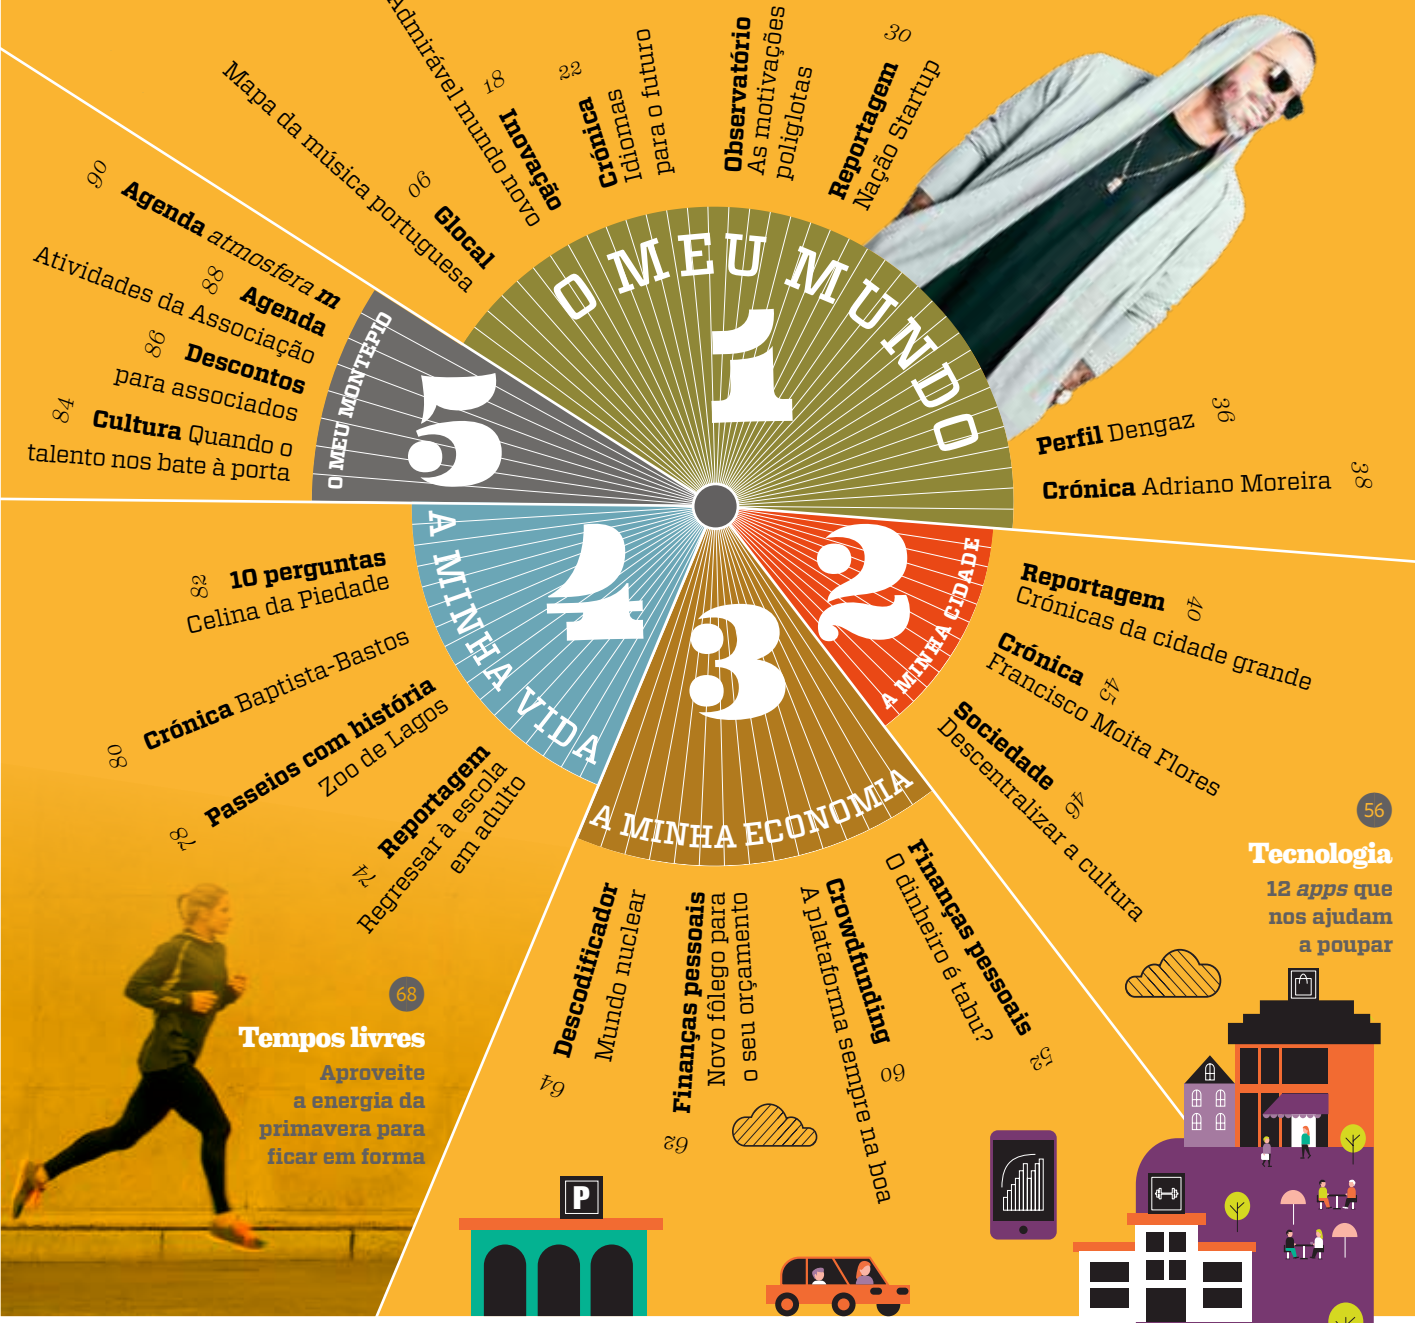 1
O MEU MUNDO
06
Glocal
Mapa da música portuguesa
18
Inovação
Admirável mundo novo
22
Crónica
Idiomas
para o futuro
Observatório
As motivações
poliglotas
30
Reportagem
Nação Startup
Perfil Dengaz 36
Crónica Adriano Moreira 38
2
A MINHA CIDADE
Reportagem 40
Crónicas da cidade grande
Crónica 45
Francisco Moita Flores
Sociedade 46
Descentralizar a cultura
3
A MINHA ECONOMIA
Finanças pessoais 52
O dinheiro é tabu?
56
Tecnologia
12 apps que
nos ajudam
a poupar
Crowdfunding 60
A plataforma sempre na boa
62 Finanças pessoais
Novo fôlego para
o seu orçamento
64 Descodificador
Mundo nuclear
4
A MINHA VIDA
68
Tempos livres
Aproveite
a energia da
primavera para
ficar em forma
74 Reportagem
Regressar à escola
em adulto
78 Passeios com história
Zoo de Lagos
80 Crónica Baptista-Bastos
82 10 perguntas
Celina da Piedade
5
O MEU MONTEPIO
84 Cultura Quando o
talento nos bate à porta
86 Descontos
para associados
88 Agenda
Atividades da Associação
90 Agenda atmosfera m
P